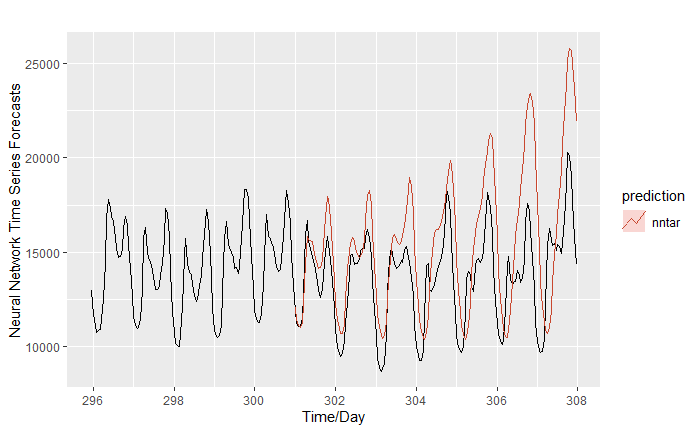 25000
20000
15000
10000
Neural Network Time Series Forecasts
296
298
300
302
304
306
308
Time/Day
prediction
nntar